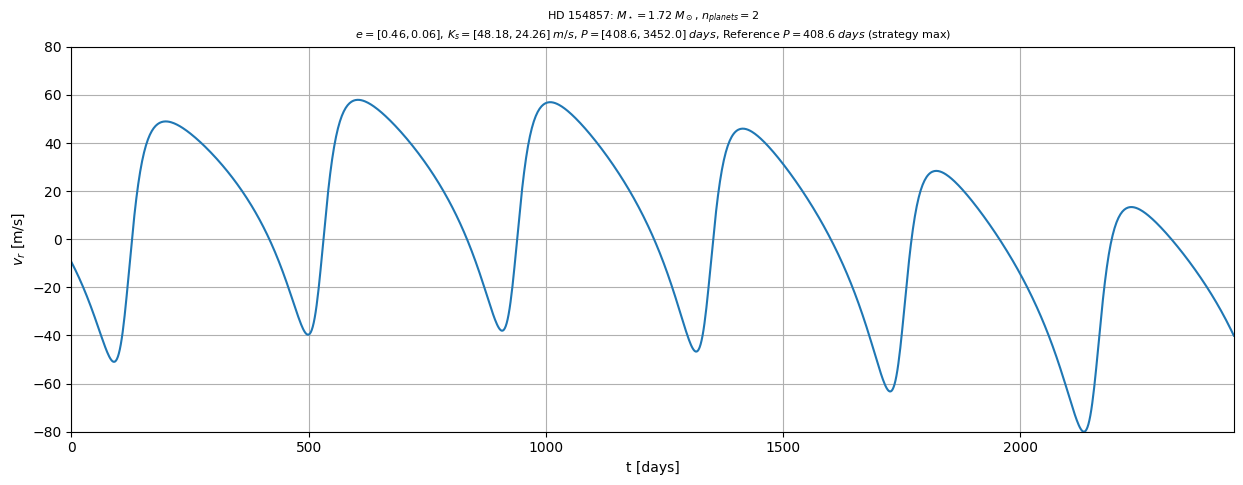 HD 154857: M⋆ = 1.72 M⊙, nplanets = 2
e = [0.46, 0.06], Ks = [48.18, 24.26] m/s, P = [408.6, 3452.0] days, Reference P = 408.6 days (strategy max)
80
60
40
20
0
−20
−40
−60
−80
vr [m/s]
0 500 1000 1500 2000
t [days]